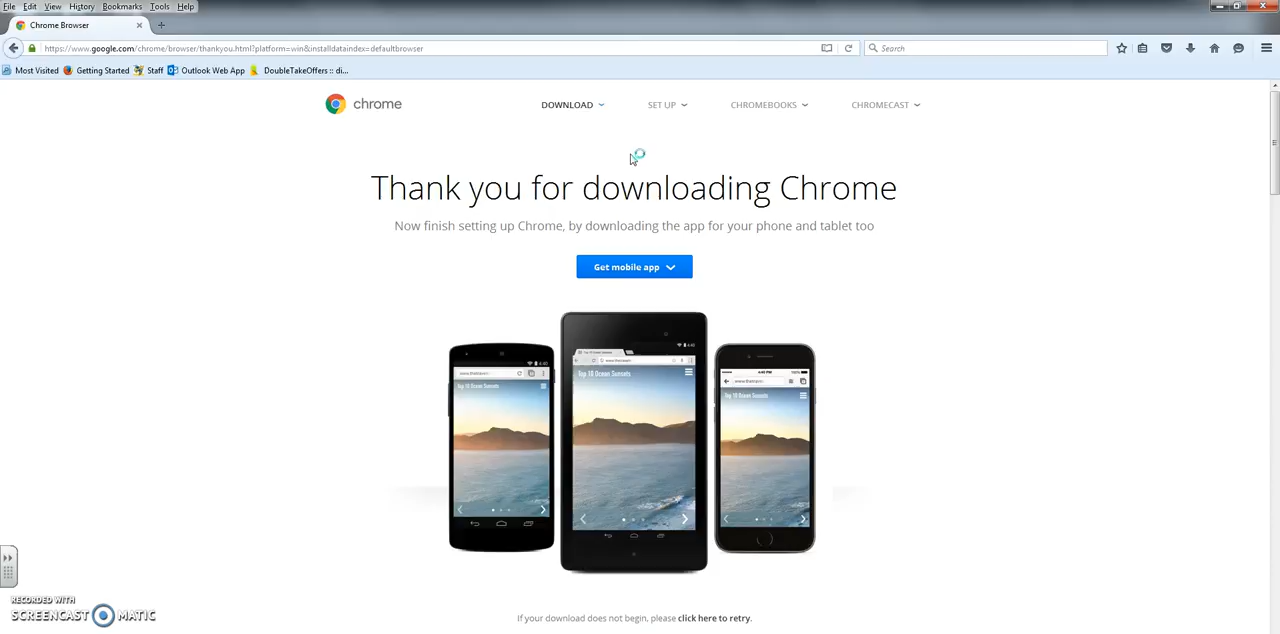 File Edit View History Bookmarks Tools Help
Chrome Browser
https://www.google.com/chrome/browser/thankyou.html?platform=win&installdataindex=defaultbrowser
Search
Most Visited Getting Started Staff Outlook Web App DoubleTakeOffers :: di...
chrome
DOWNLOAD SET UP CHROMEBOOKS CHROMECAST
Thank you for downloading Chrome
Now finish setting up Chrome, by downloading the app for your phone and tablet too
Get mobile app
Top 10 Ocean Sunsets
Top 10 Ocean Sunsets
Top 10 Ocean Sunsets
If your download does not begin, please click here to retry.
RECORDED WITH
SCREENCAST MATIC